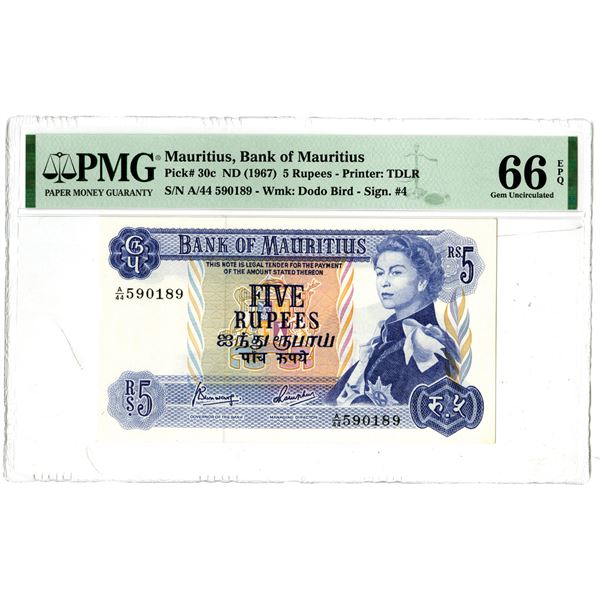 PMG
PAPER MONEY GUARANTY
Mauritius, Bank of Mauritius
Pick# 30c ND (1967) 5 Rupees - Printer: TDLR
S/N A/44 590189 - Wmk: Dodo Bird - Sign. #4
66 EPQ
Gem Uncirculated
BANK OF MAURITIUS
RS.5
THIS NOTE IS LEGAL TENDER FOR THE PAYMENT
OF THE AMOUNT STATED THEREON
A/44 590189
FIVE
RUPEES
ஐந்து ரூபாய்
पाँच रुपये
RS.5
A/44 590189
रु. ५
GOVERNOR OF THE BANK
MANAGING DIRECTOR